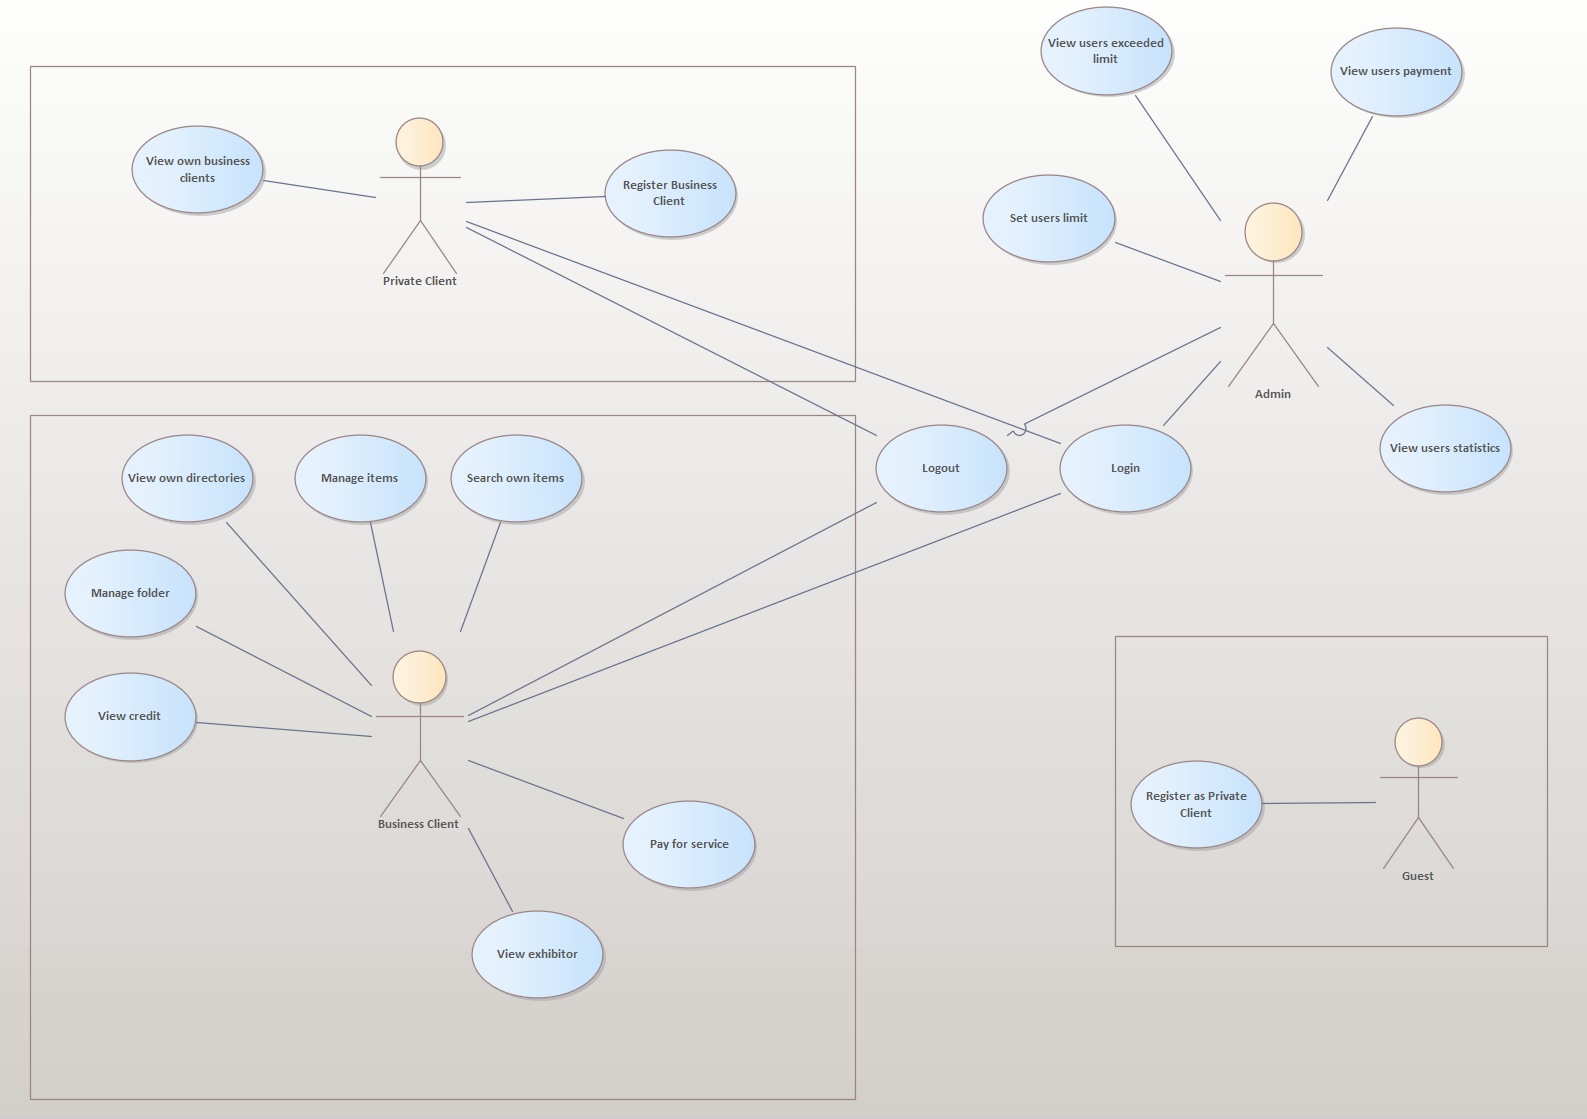 View users exceeded
limit
View users payment
View own business
clients
Register Business
Client
Set users limit
Private Client
Admin
View own directories
Manage items
Search own items
Logout
Login
View users statistics
Manage folder
View credit
Business Client
Pay for service
Register as Private
Client
Guest
View exhibitor